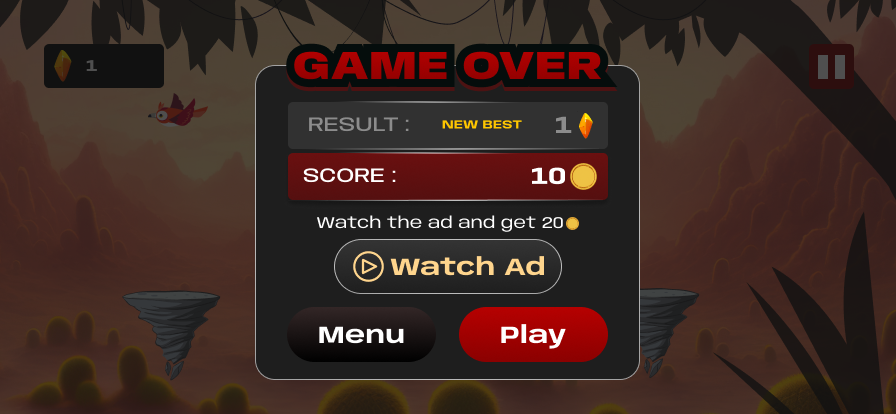 1
GAME OVER
RESULT : NEW BEST 1
SCORE : 10
Watch the ad and get 20
Watch Ad
Menu Play